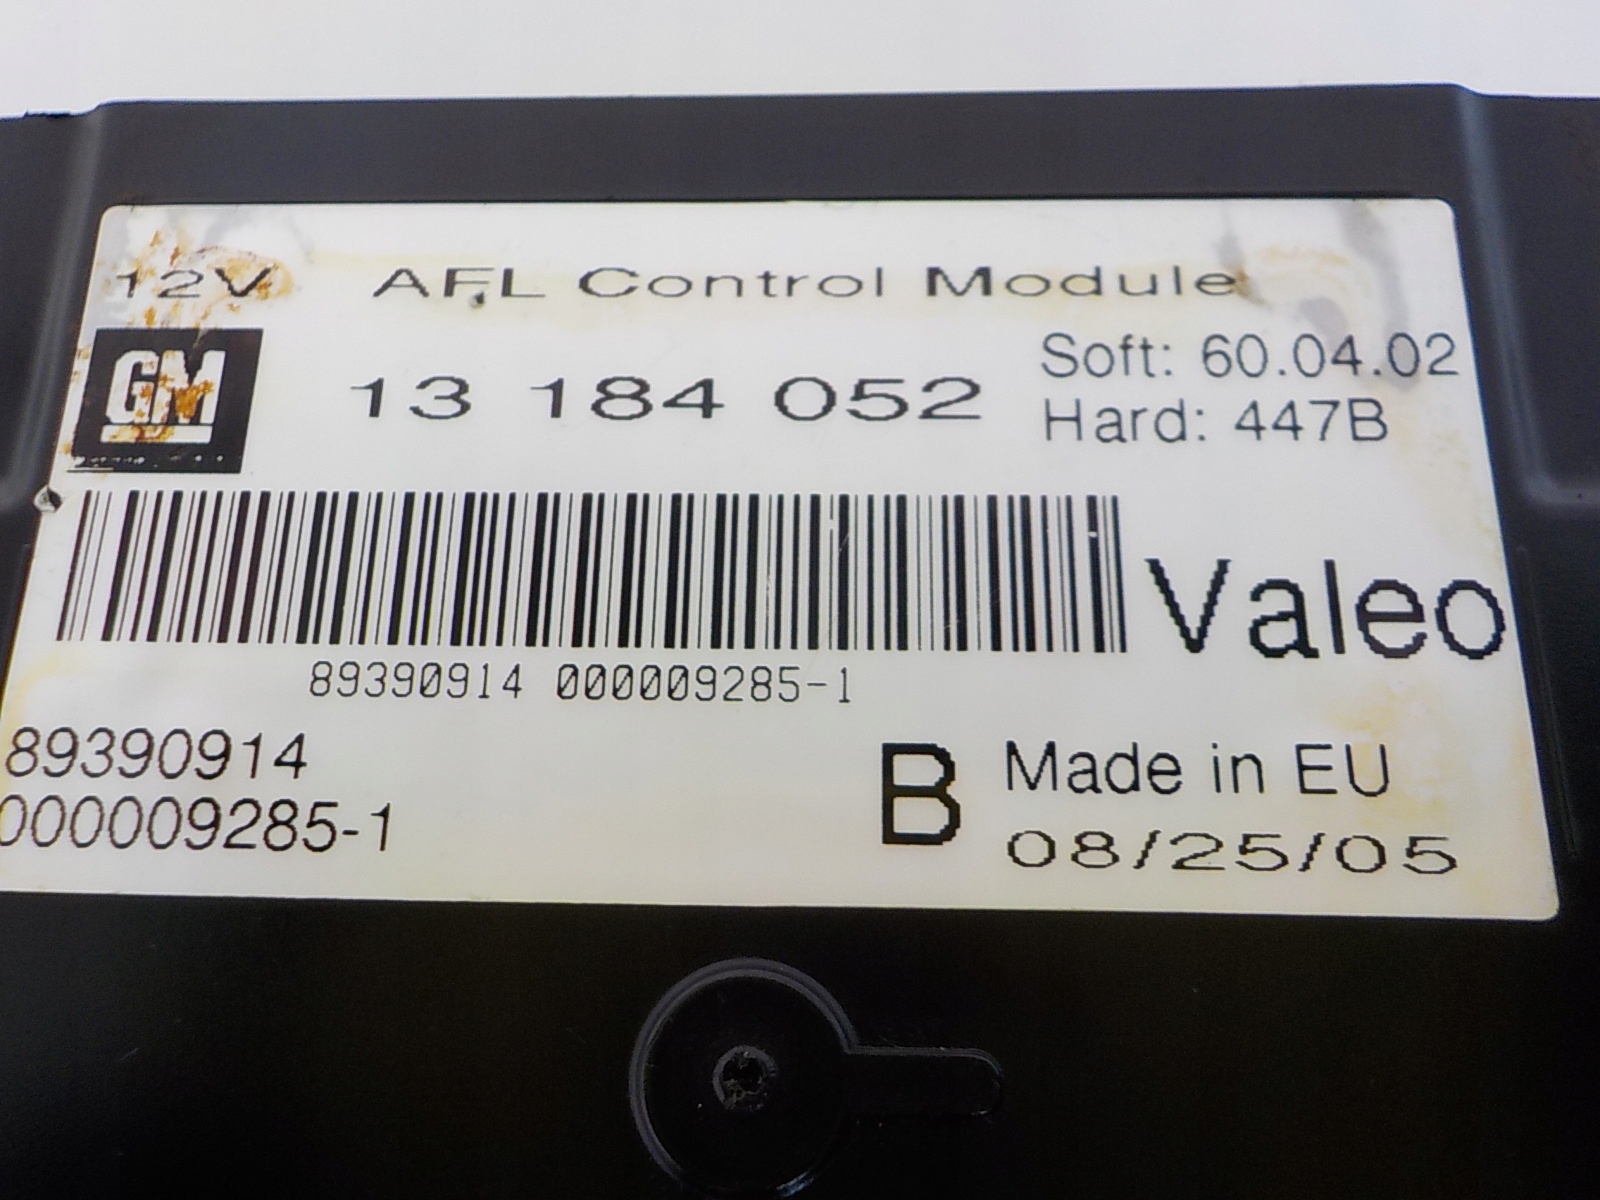 12V AFL Control Module
GM
13 184 052
Soft: 60.04.02
Hard: 447B
Valeo
89390914 000009285-1
89390914
000009285-1
B
Made in EU
08/25/05